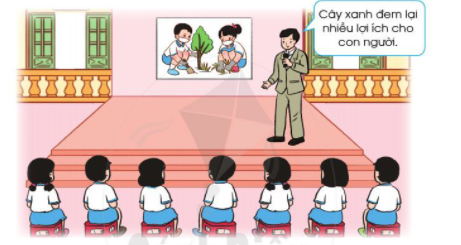 Cây xanh đem lại
nhiều lợi ích cho
con người.